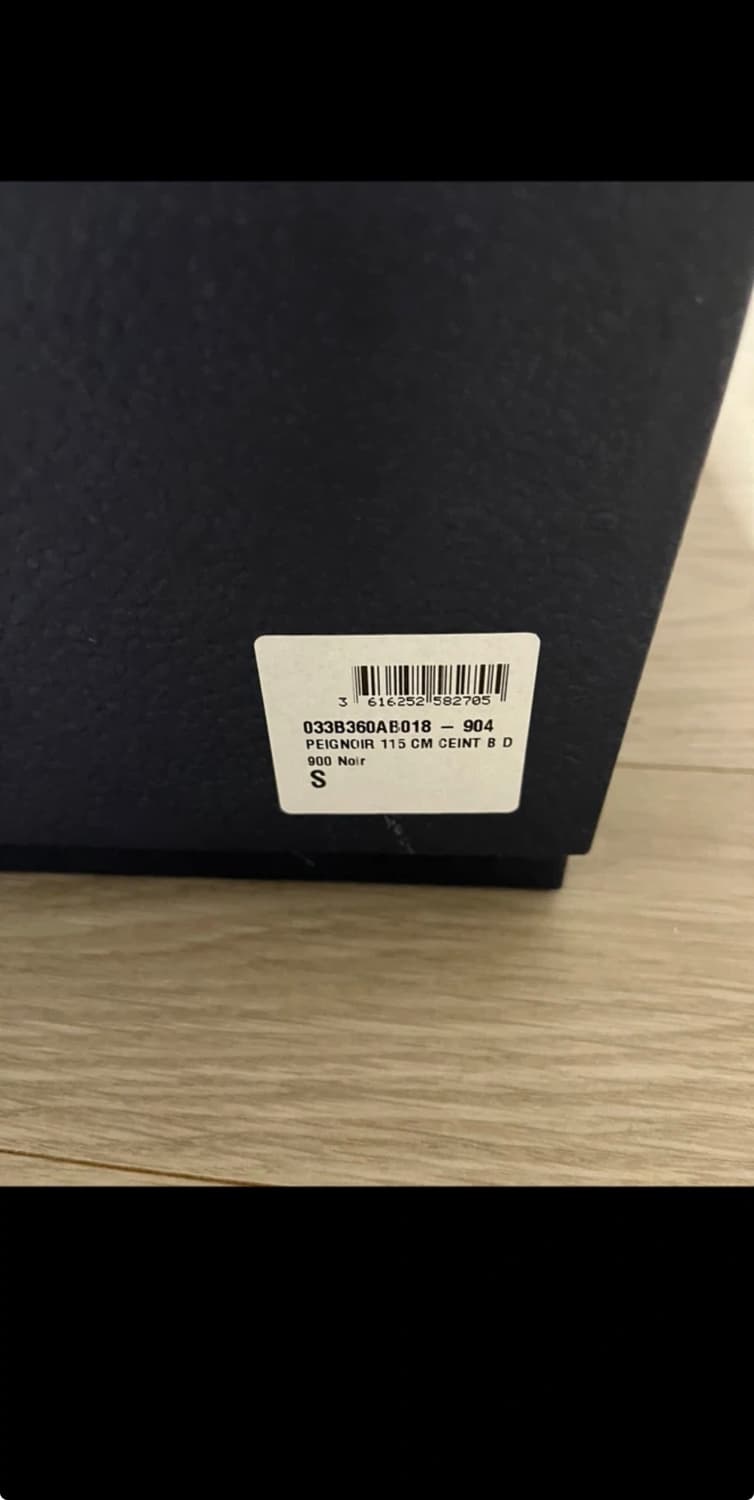 3 616252 582705
033B360AB018 – 904
PEIGNOIR 115 CM CEINT B D
900 Noir
S